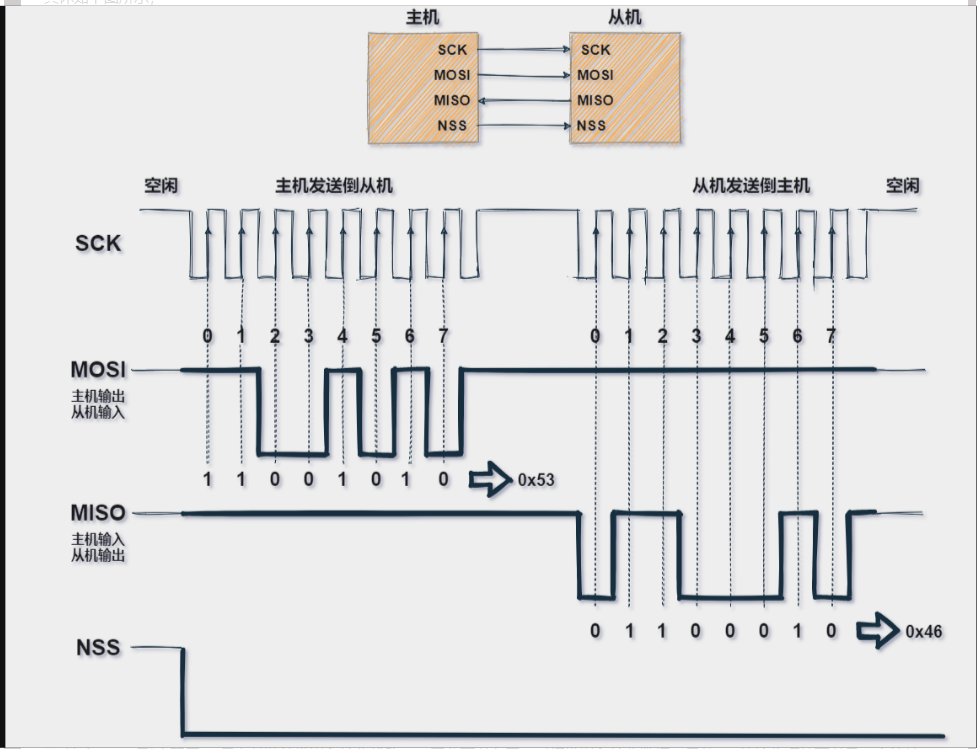 主机 从机
SCK SCK
MOSI MOSI
MISO MISO
NSS NSS
空闲 主机发送倒从机 从机发送倒主机 空闲
SCK
0 1 2 3 4 5 6 7 0 1 2 3 4 5 6 7
MOSI
主机输出
从机输入
1 1 0 0 1 0 1 0 0x53
MISO
主机输入
从机输出
0 1 1 0 0 0 1 0 0x46
NSS